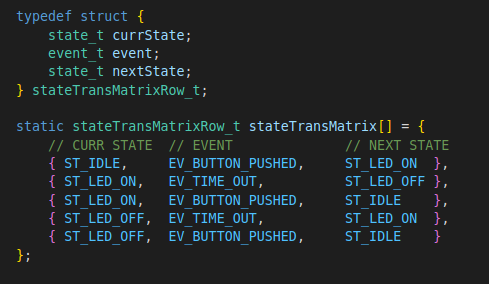 typedef struct {
    state_t currState;
    event_t event;
    state_t nextState;
} stateTransMatrixRow_t;

static stateTransMatrixRow_t stateTransMatrix[] = {
    // CURR STATE  // EVENT              // NEXT STATE
    { ST_IDLE,     EV_BUTTON_PUSHED,     ST_LED_ON  },
    { ST_LED_ON,   EV_TIME_OUT,          ST_LED_OFF },
    { ST_LED_ON,   EV_BUTTON_PUSHED,     ST_IDLE    },
    { ST_LED_OFF,  EV_TIME_OUT,          ST_LED_ON  },
    { ST_LED_OFF,  EV_BUTTON_PUSHED,     ST_IDLE    }
};